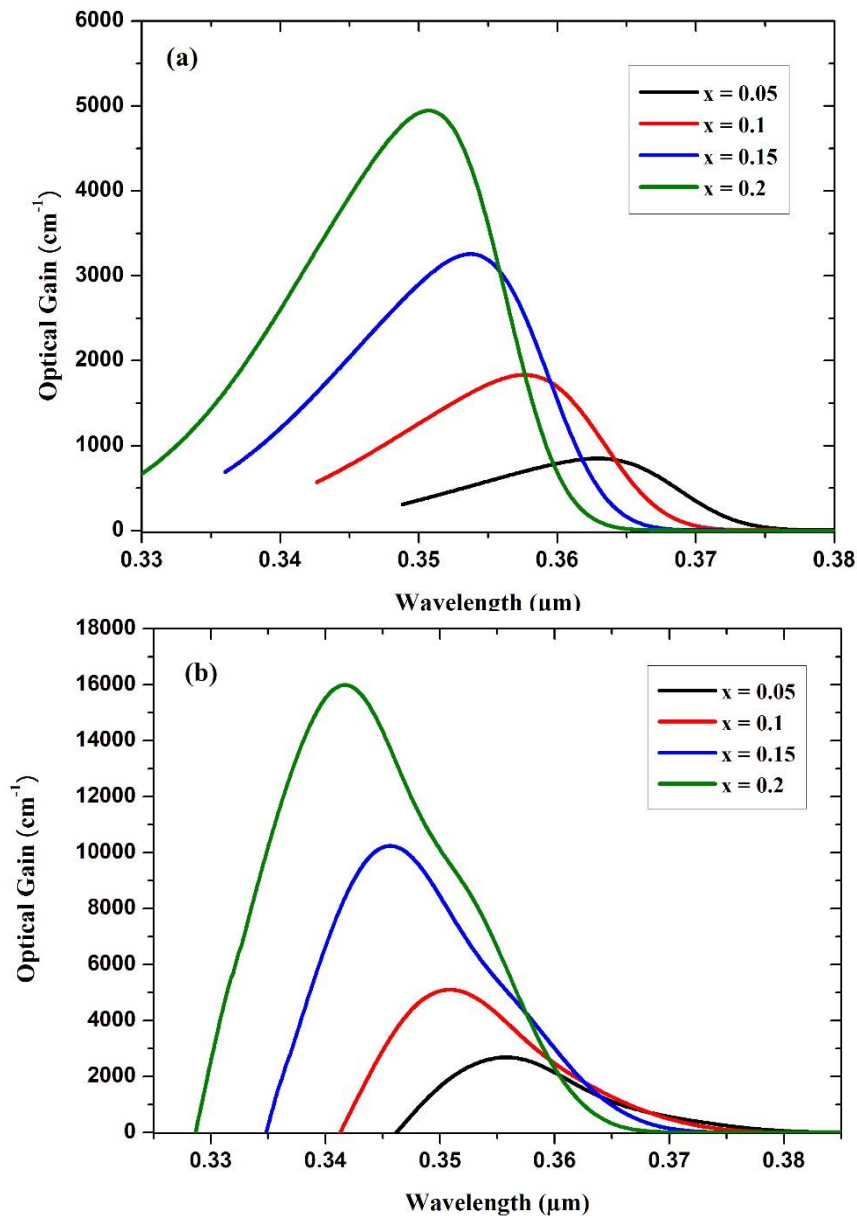 (a)
x = 0.05
x = 0.1
x = 0.15
x = 0.2
6000
5000
4000
3000
2000
1000
0
Optical Gain (cm-1)
0.33 0.34 0.35 0.36 0.37 0.38
Wavelength (µm)
(b)
x = 0.05
x = 0.1
x = 0.15
x = 0.2
18000
16000
14000
12000
10000
8000
6000
4000
2000
0
Optical Gain (cm-1)
0.33 0.34 0.35 0.36 0.37 0.38
Wavelength (µm)